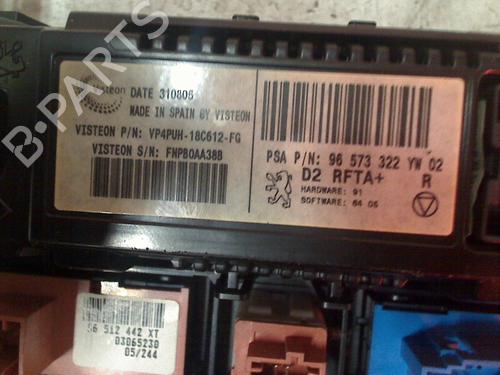 Visteon
DATE 310806
MADE IN SPAIN BY VISTEON
VISTEON P/N: VP4PUH-18C612-FG
VISTEON S/N: FNPB0AA38B
PSA P/N: 96 573 322 YW 02
D2 RFTA+ R
HARDWARE: 91
SOFTWARE: 64 05
96 512 442 XT
03065230
05/244
B-PARTS